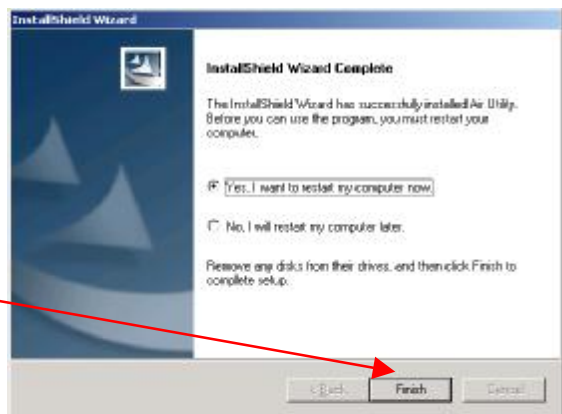 InstallShield Wizard
InstallShield Wizard Complete
The InstallShield Wizard has successfully installed Air Utility.
Before you can use the program, you must restart your
computer.
Yes, I want to restart my computer now.
No, I will restart my computer later.
Remove any disks from their drives, and then click Finish to
complete setup.
< Back Finish Cancel